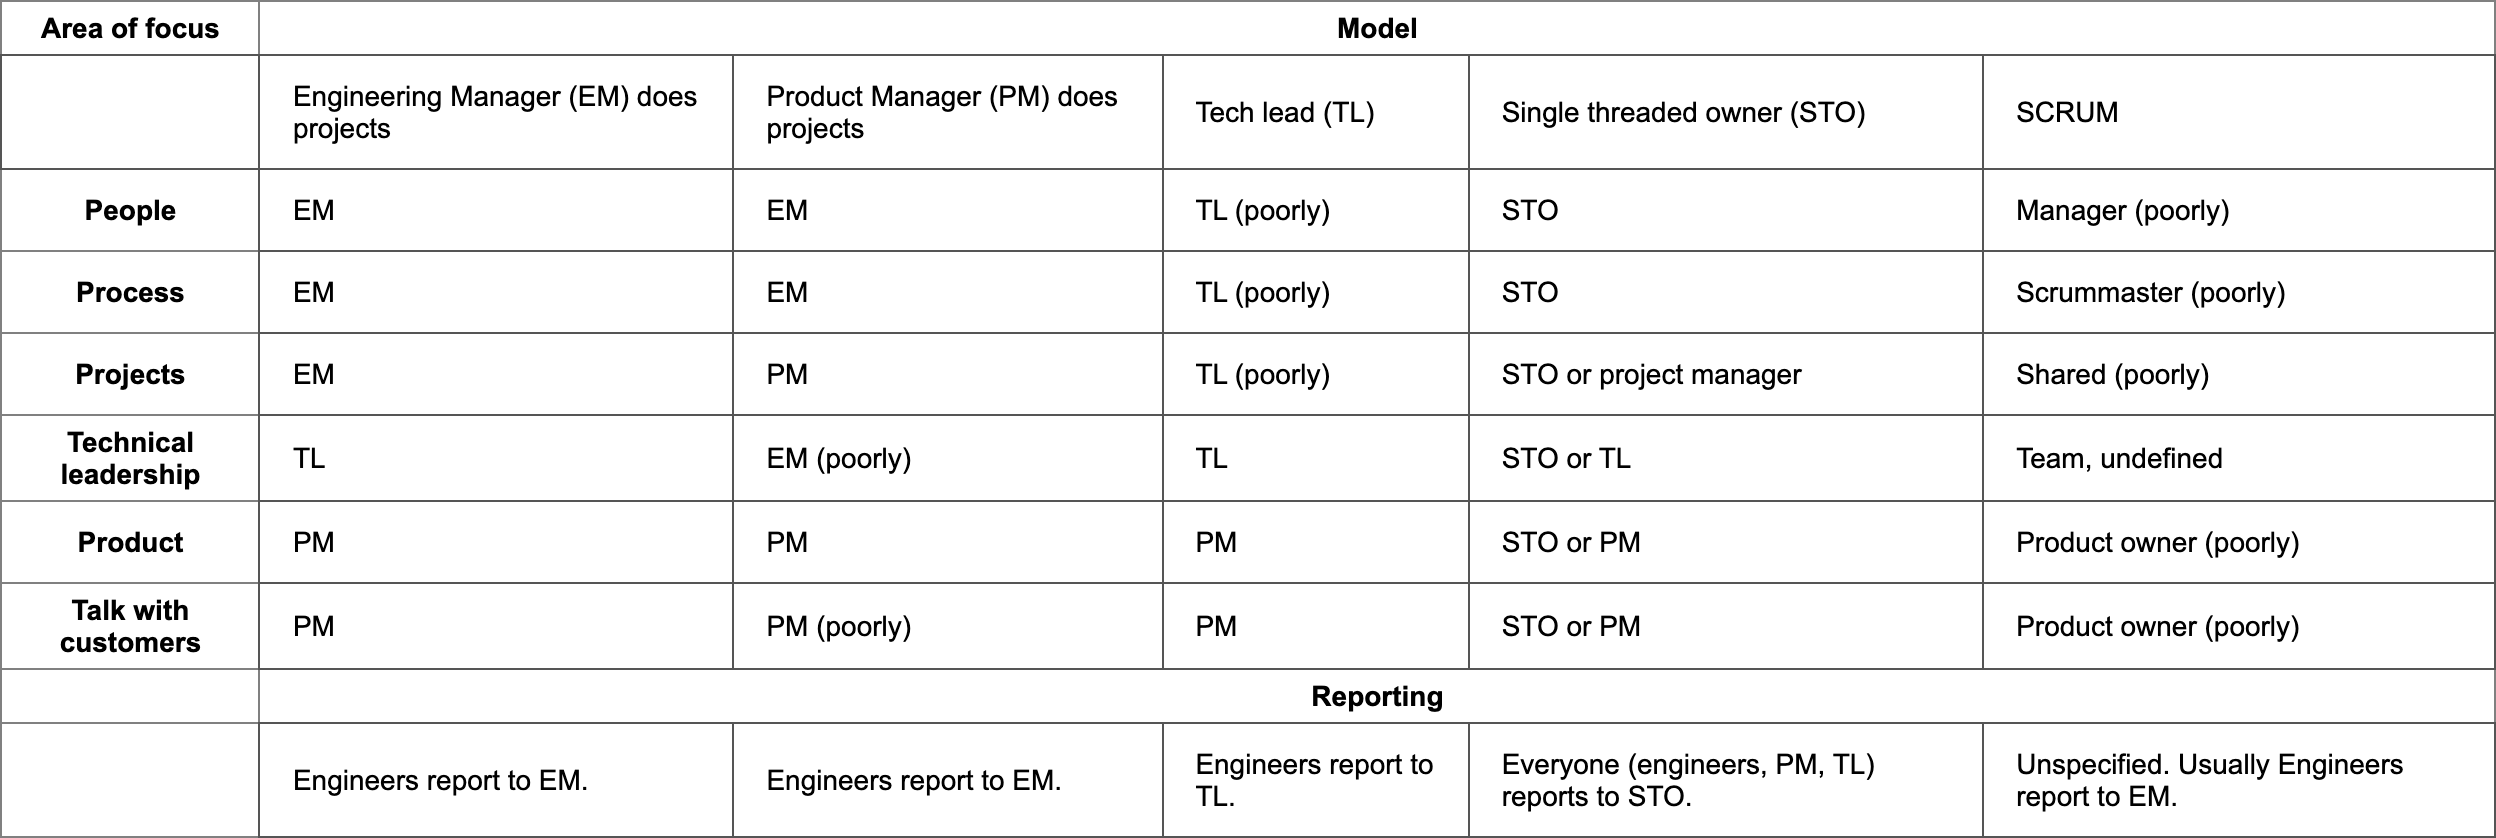 Area of focus
Model
Engineering Manager (EM) does
projects
Product Manager (PM) does
projects
Tech lead (TL)
Single threaded owner (STO)
SCRUM
People
EM
EM
TL (poorly)
STO
Manager (poorly)
Process
EM
EM
TL (poorly)
STO
Scrummaster (poorly)
Projects
EM
PM
TL (poorly)
STO or project manager
Shared (poorly)
Technical
leadership
TL
EM (poorly)
TL
STO or TL
Team, undefined
Product
PM
PM
PM
STO or PM
Product owner (poorly)
Talk with
customers
PM
PM (poorly)
PM
STO or PM
Product owner (poorly)
Reporting
Engineers report to EM.
Engineers report to EM.
Engineers report to
TL.
Everyone (engineers, PM, TL)
reports to STO.
Unspecified. Usually Engineers
report to EM.